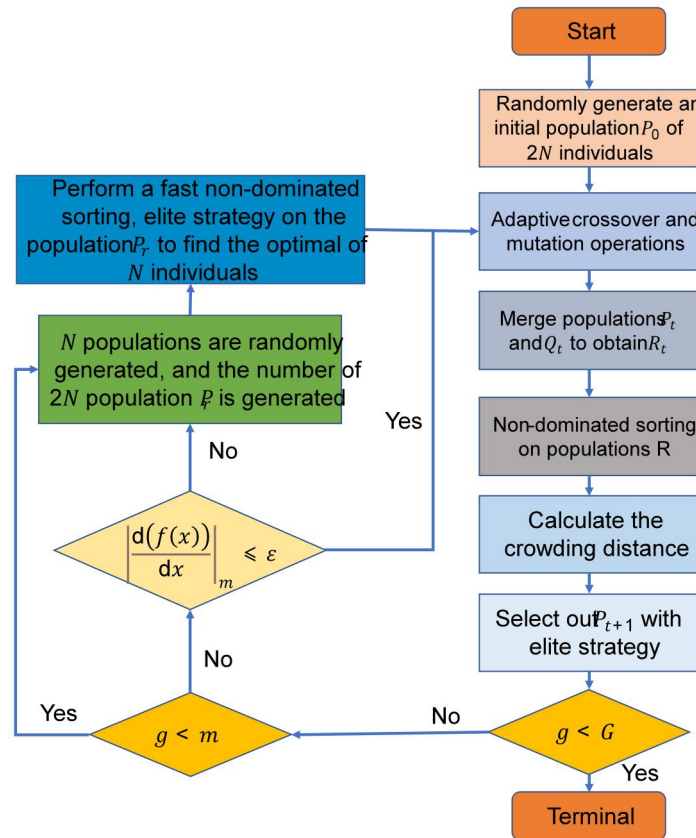 Start
Randomly generate an
initial population P₀ of
2N individuals
Perform a fast non-dominated
sorting, elite strategy on the
population Pᵣ to find the optimal of
N individuals
Adaptive crossover and
mutation operations
Merge populations Pₜ
and Qₜ to obtain Rₜ
N populations are randomly
generated, and the number of
2N population Pᵣ is generated
Yes
No
Non-dominated sorting
on populations R
|d(f(x))/dx|ₘ ⩽ ε
Calculate the
crowding distance
Select out Pₜ₊₁ with
elite strategy
No
Yes
g < m
No
g < G
Yes
Terminal